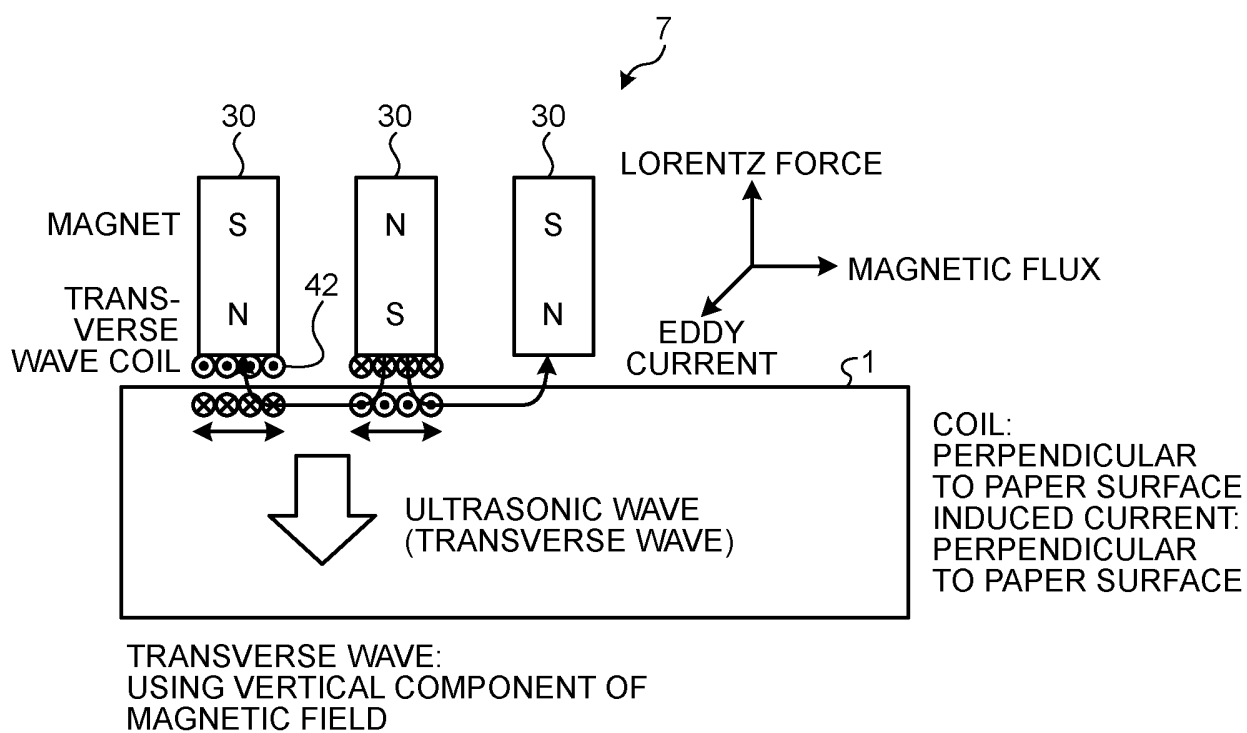 7
30
30
30
LORENTZ FORCE
MAGNET
S
N
S
MAGNETIC FLUX
TRANS-
VERSE
WAVE COIL
N
S
N
42
EDDY
CURRENT
1
COIL:
PERPENDICULAR
TO PAPER SURFACE
INDUCED CURRENT:
PERPENDICULAR
TO PAPER SURFACE
ULTRASONIC WAVE
(TRANSVERSE WAVE)
TRANSVERSE WAVE:
USING VERTICAL COMPONENT OF
MAGNETIC FIELD